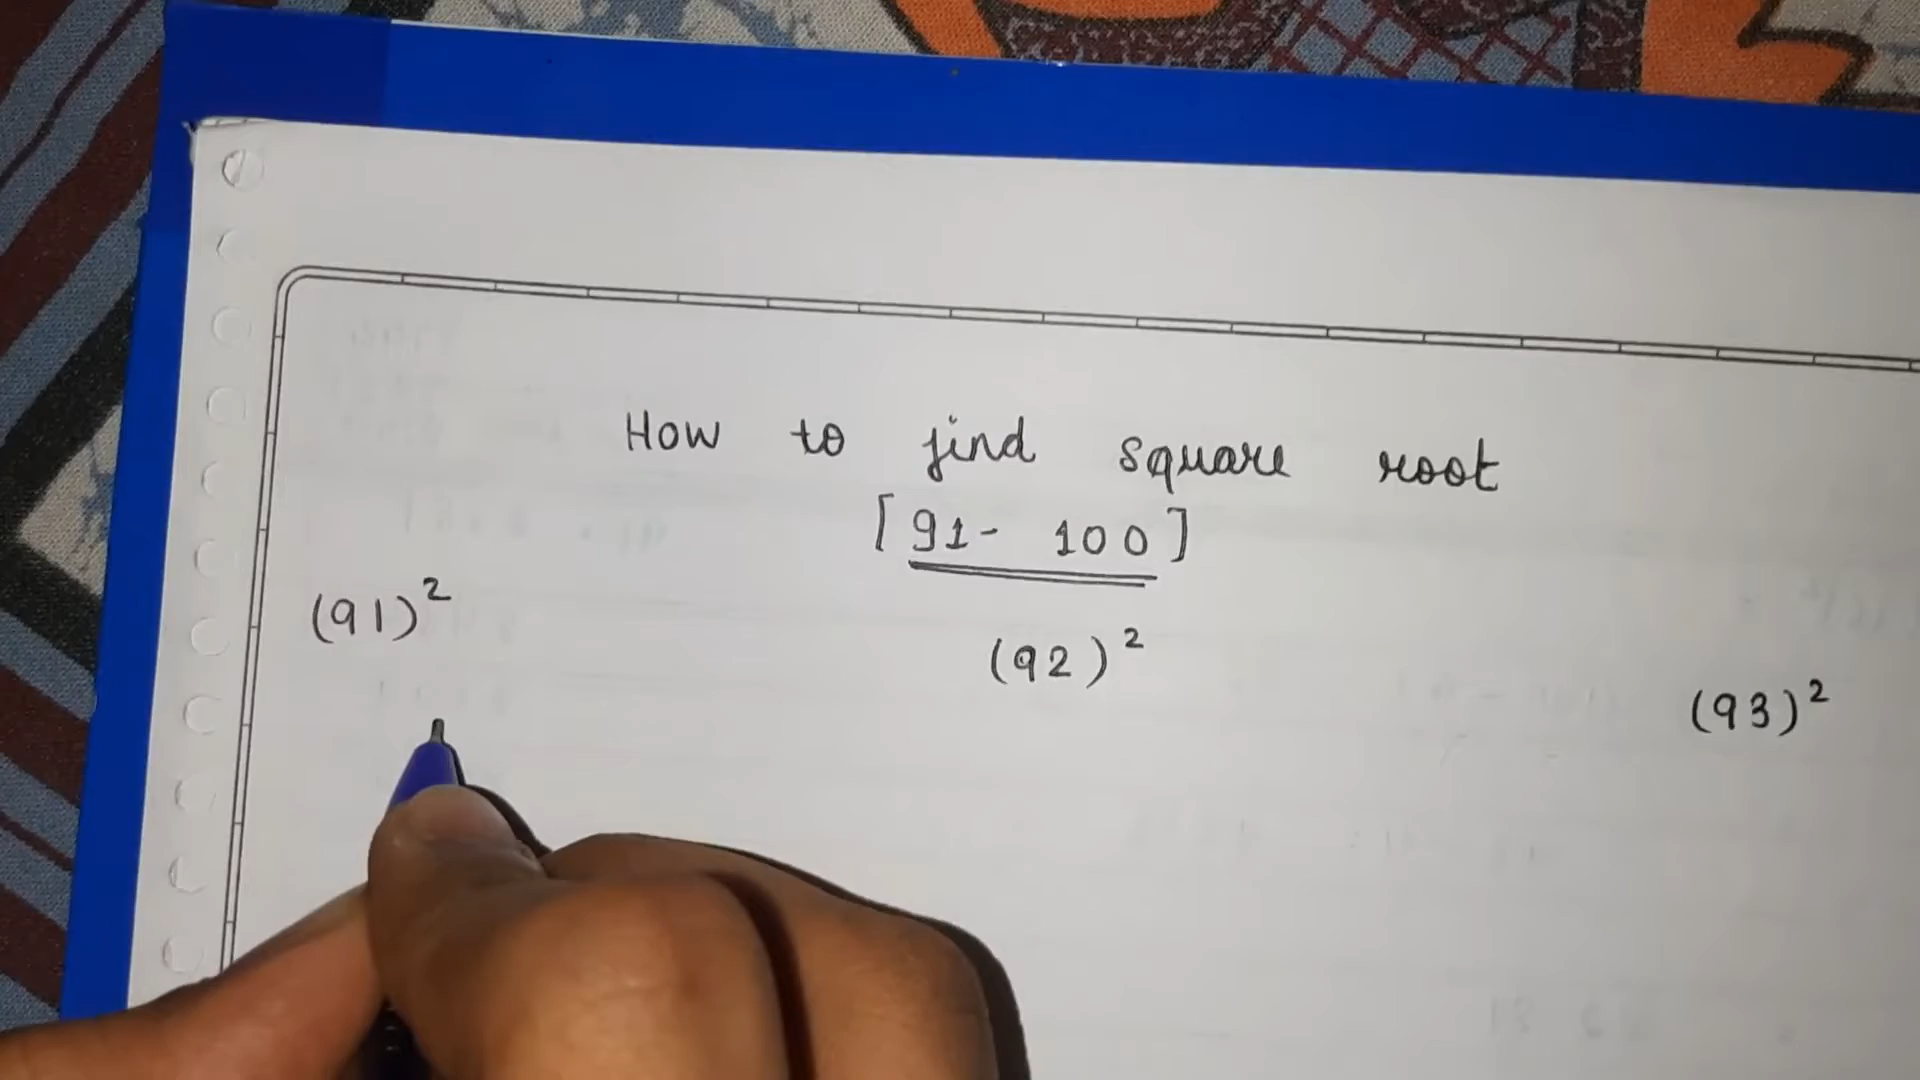 How to find square root
[91- 100]
(91)²
(92)²
(93)²